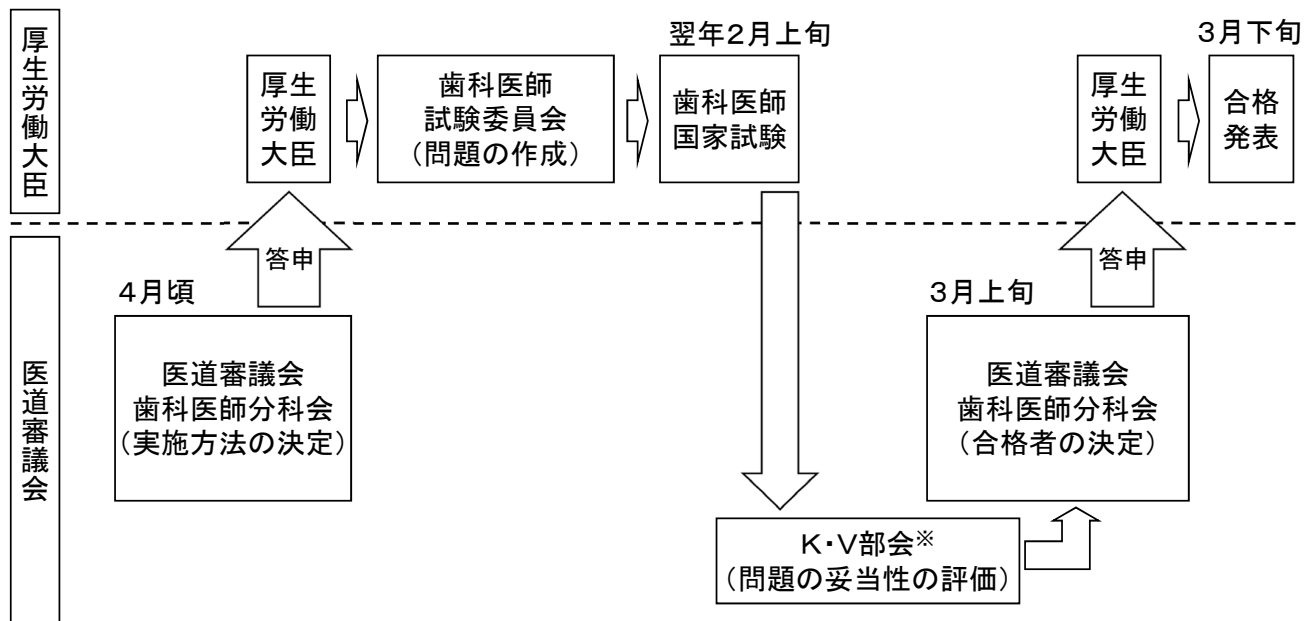 厚生労働大臣
翌年2月上旬
3月下旬
厚生
労働
大臣
歯科医師
試験委員会
（問題の作成）
歯科医師
国家試験
厚生
労働
大臣
合格
発表
答申
答申
4月頃
3月上旬
医道審議会
医道審議会
歯科医師分科会
（実施方法の決定）
医道審議会
歯科医師分科会
（合格者の決定）
K・V部会※
（問題の妥当性の評価）